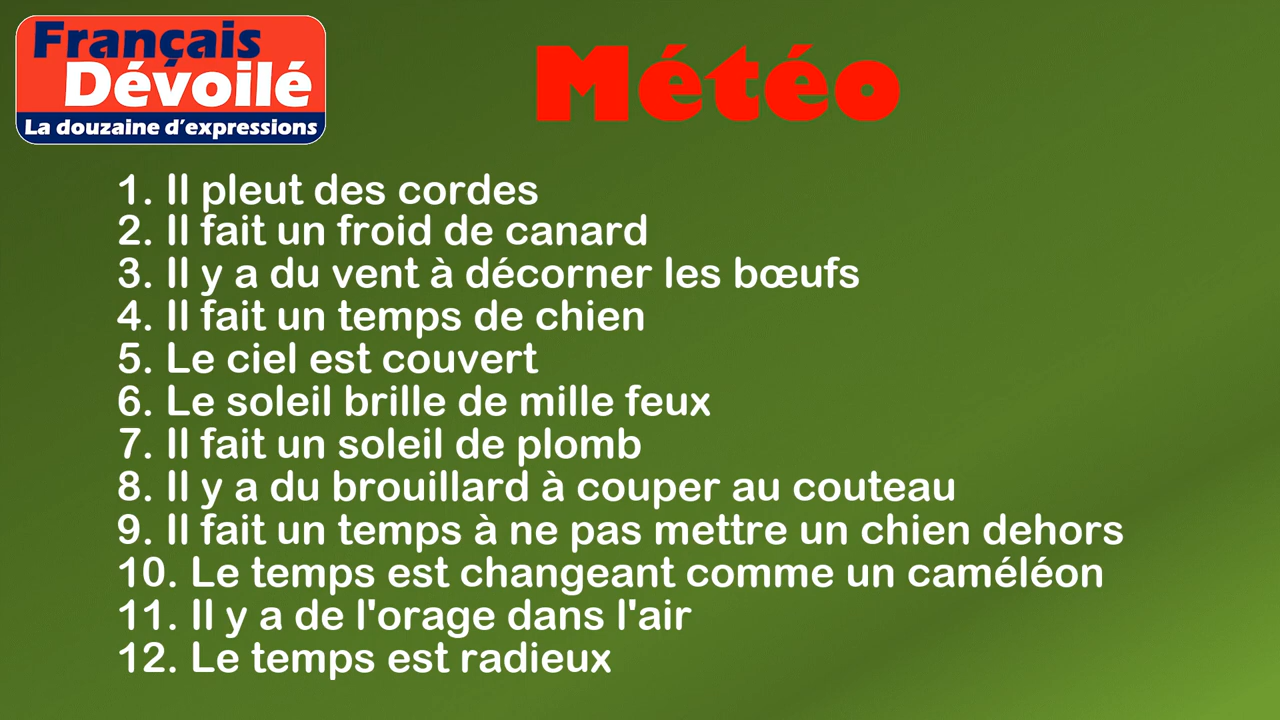 Français
Dévoilé
La douzaine d'expressions
Météo
1. Il pleut des cordes
2. Il fait un froid de canard
3. Il y a du vent à décorner les bœufs
4. Il fait un temps de chien
5. Le ciel est couvert
6. Le soleil brille de mille feux
7. Il fait un soleil de plomb
8. Il y a du brouillard à couper au couteau
9. Il fait un temps à ne pas mettre un chien dehors
10. Le temps est changeant comme un caméléon
11. Il y a de l'orage dans l'air
12. Le temps est radieux